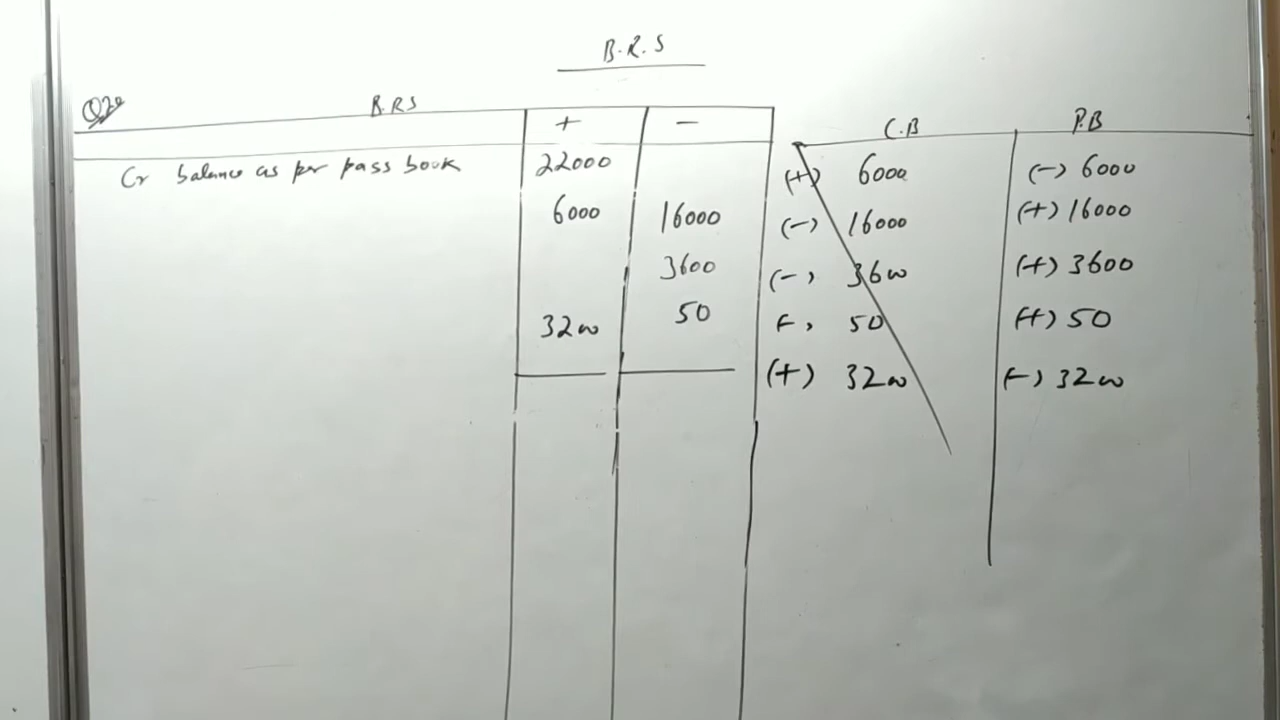 B.R.S
Q20 B.R.S + −
C.B P.B
Cr balance as per pass book 22000 (+) 6000 (−) 6000
6000 16000 (−) 16000 (+) 16000
3600 (−) 3600 (+) 3600
3200 50 (−) 50 (+) 50
(+) 3200 (−) 3200